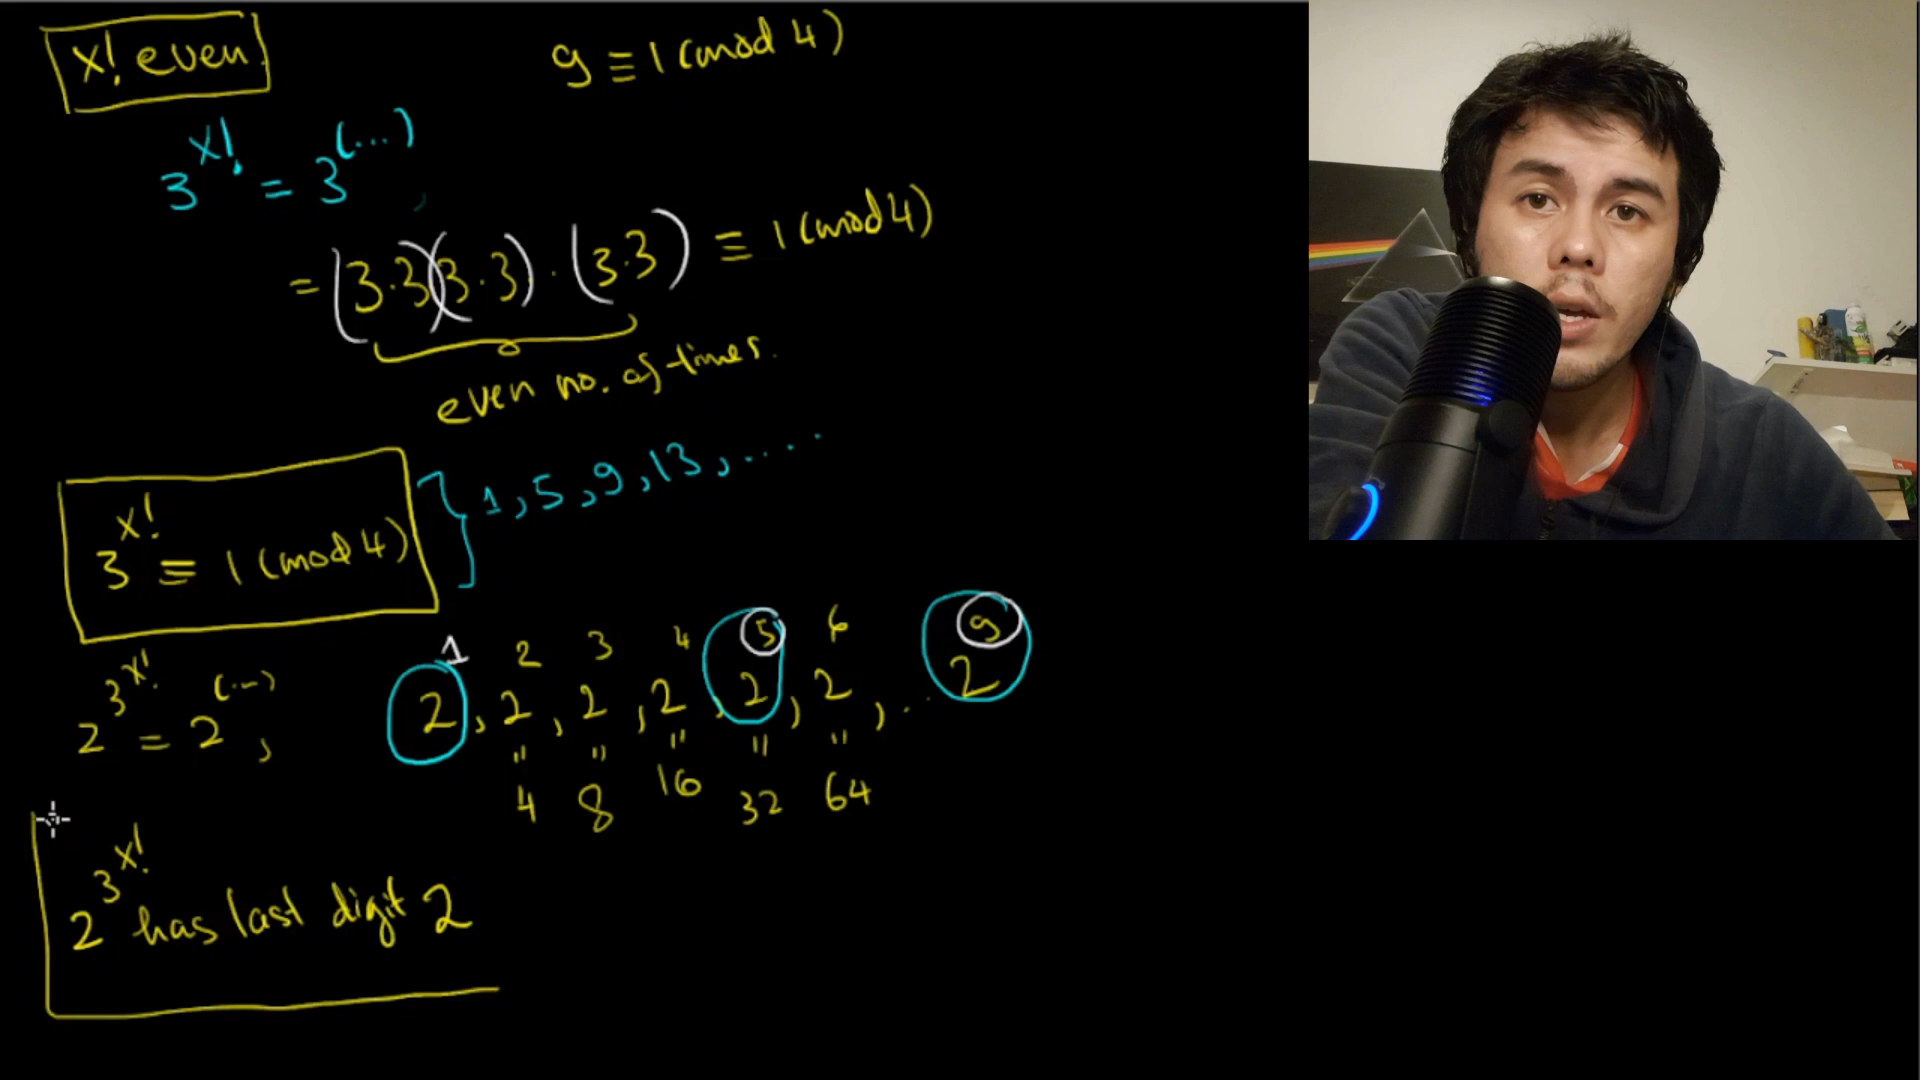 x! even
9 ≡ 1 (mod 4)
3^x! = 3^(...)
= (3·3)(3·3)·(3·3) ≡ 1 (mod 4)
even no. of times.
3^x! ≡ 1 (mod 4) } 1, 5, 9, 13, ....
2^3^x! = 2^(...),
2^1, 2^2, 2^3, 2^4, 2^5, 2^6, ... 2^9
" " " " "
4 8 16 32 64
2^3^x! has last digit 2